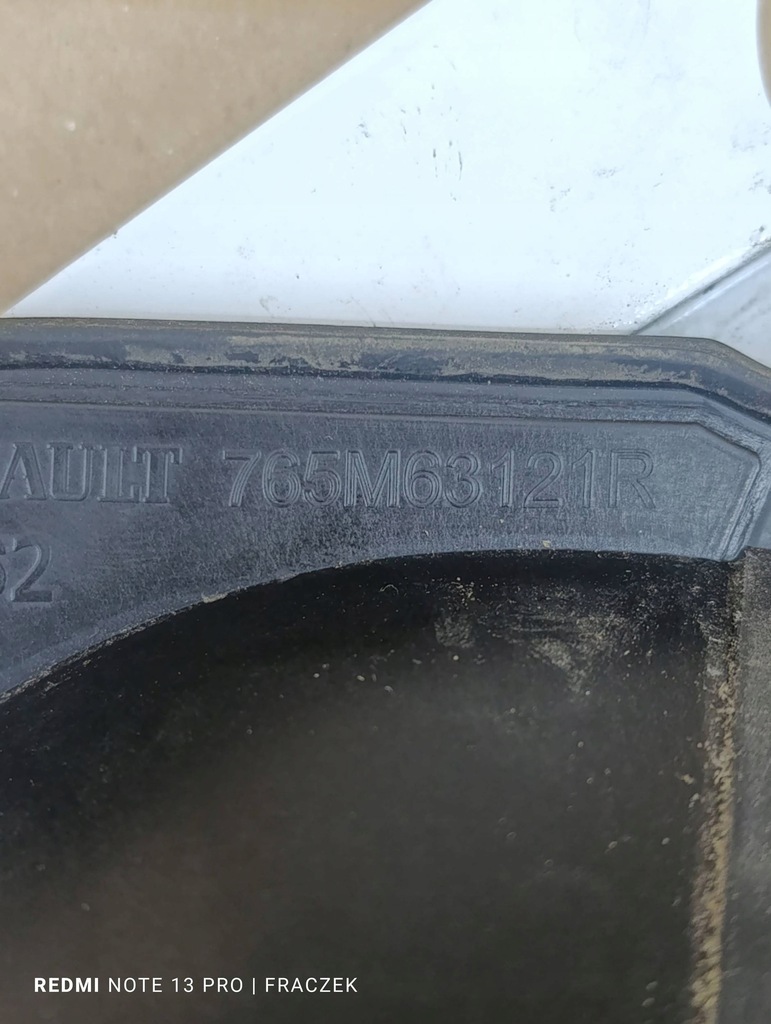 AULT 765M63121R
62
REDMI NOTE 13 PRO | FRACZEK